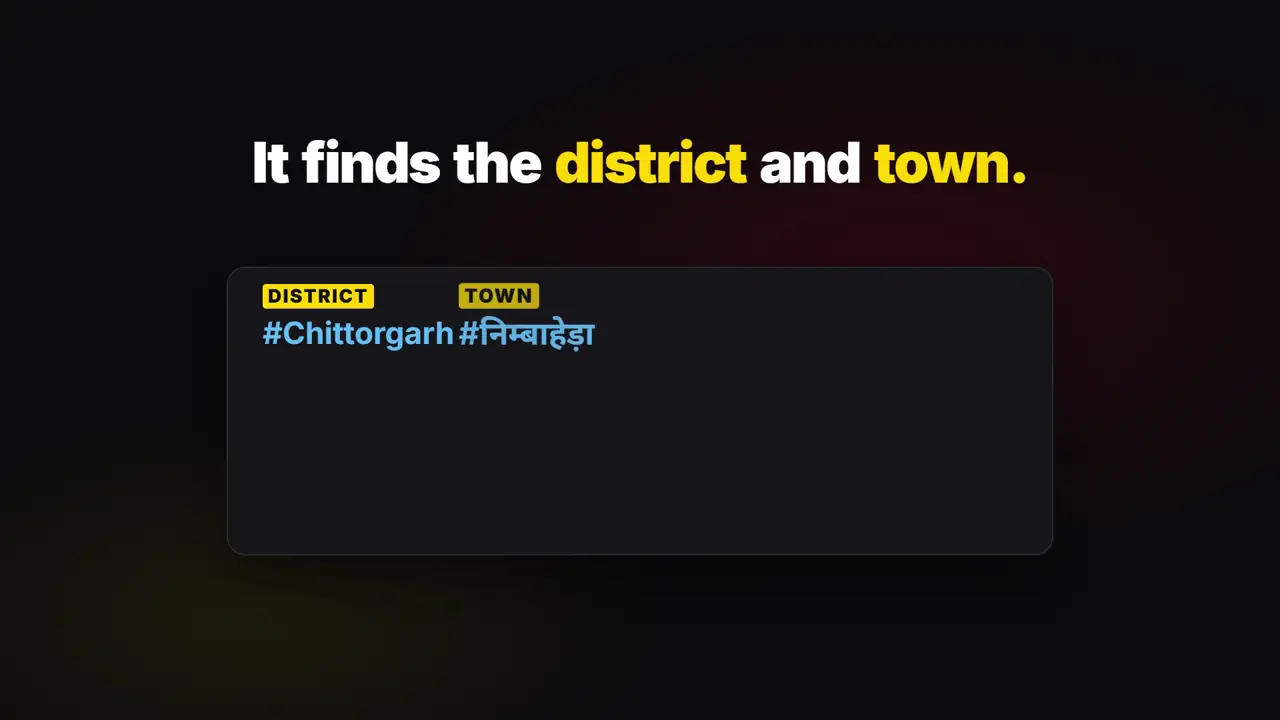 It finds the district and town.
DISTRICT TOWN
#Chittorgarh #निम्बाहेड़ा